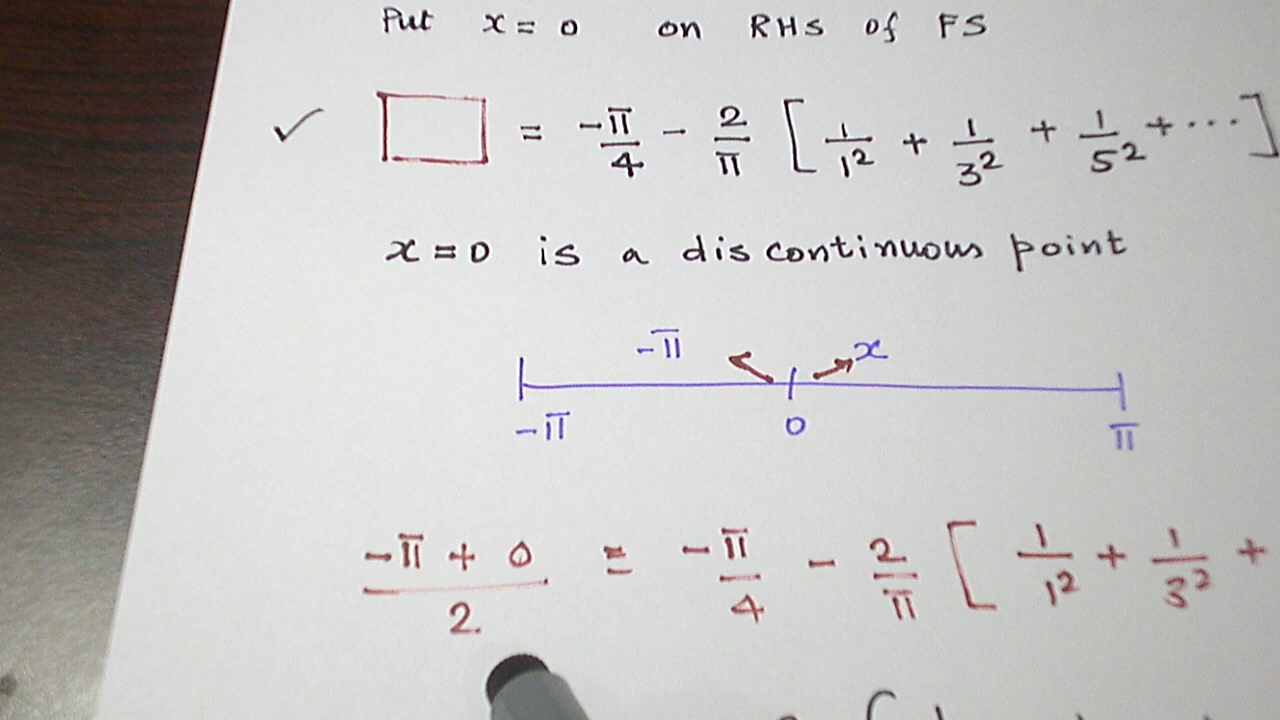 Put x = 0 on RHS of FS
✓ □ = -π/4 - 2/π [ 1/1² + 1/3² + 1/5² + ... ]
x = 0 is a discontinuous point
-π x
-π 0 π
(-π + 0)/2 = -π/4 - 2/π [ 1/1² + 1/3² +